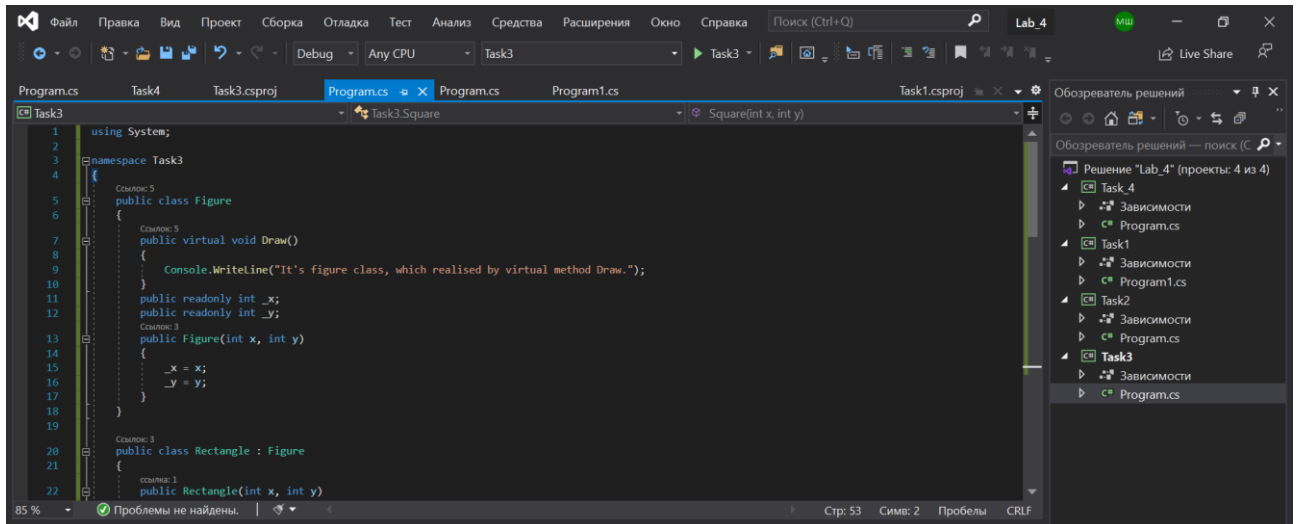 Файл Правка Вид Проект Сборка Отладка Тест Анализ Средства Расширения Окно Справка Поиск (Ctrl+Q) Lab_4 МШ
Debug Any CPU Task3 Task3 Live Share
Program.cs Task4 Task3.csproj Program.cs Program.cs Program1.cs Task1.csproj
Task3 Task3.Square Square(int x, int y)
1 using System;
2
3 namespace Task3
4 {
Ссылок: 5
5 public class Figure
6 {
Ссылок: 5
7 public virtual void Draw()
8 {
9 Console.WriteLine("It's figure class, which realised by virtual method Draw.");
10 }
11 public readonly int _x;
12 public readonly int _y;
Ссылок: 3
13 public Figure(int x, int y)
14 {
15 _x = x;
16 _y = y;
17 }
18 }
19
Ссылок: 3
20 public class Rectangle : Figure
21 {
ссылка: 1
22 public Rectangle(int x, int y)
85 % Проблемы не найдены. Стр: 53 Симв: 2 Пробелы CRLF
Обозреватель решений
Обозреватель решений — поиск (С
Решение "Lab_4" (проекты: 4 из 4)
Task_4
Зависимости
Program.cs
Task1
Зависимости
Program1.cs
Task2
Зависимости
Program.cs
Task3
Зависимости
Program.cs